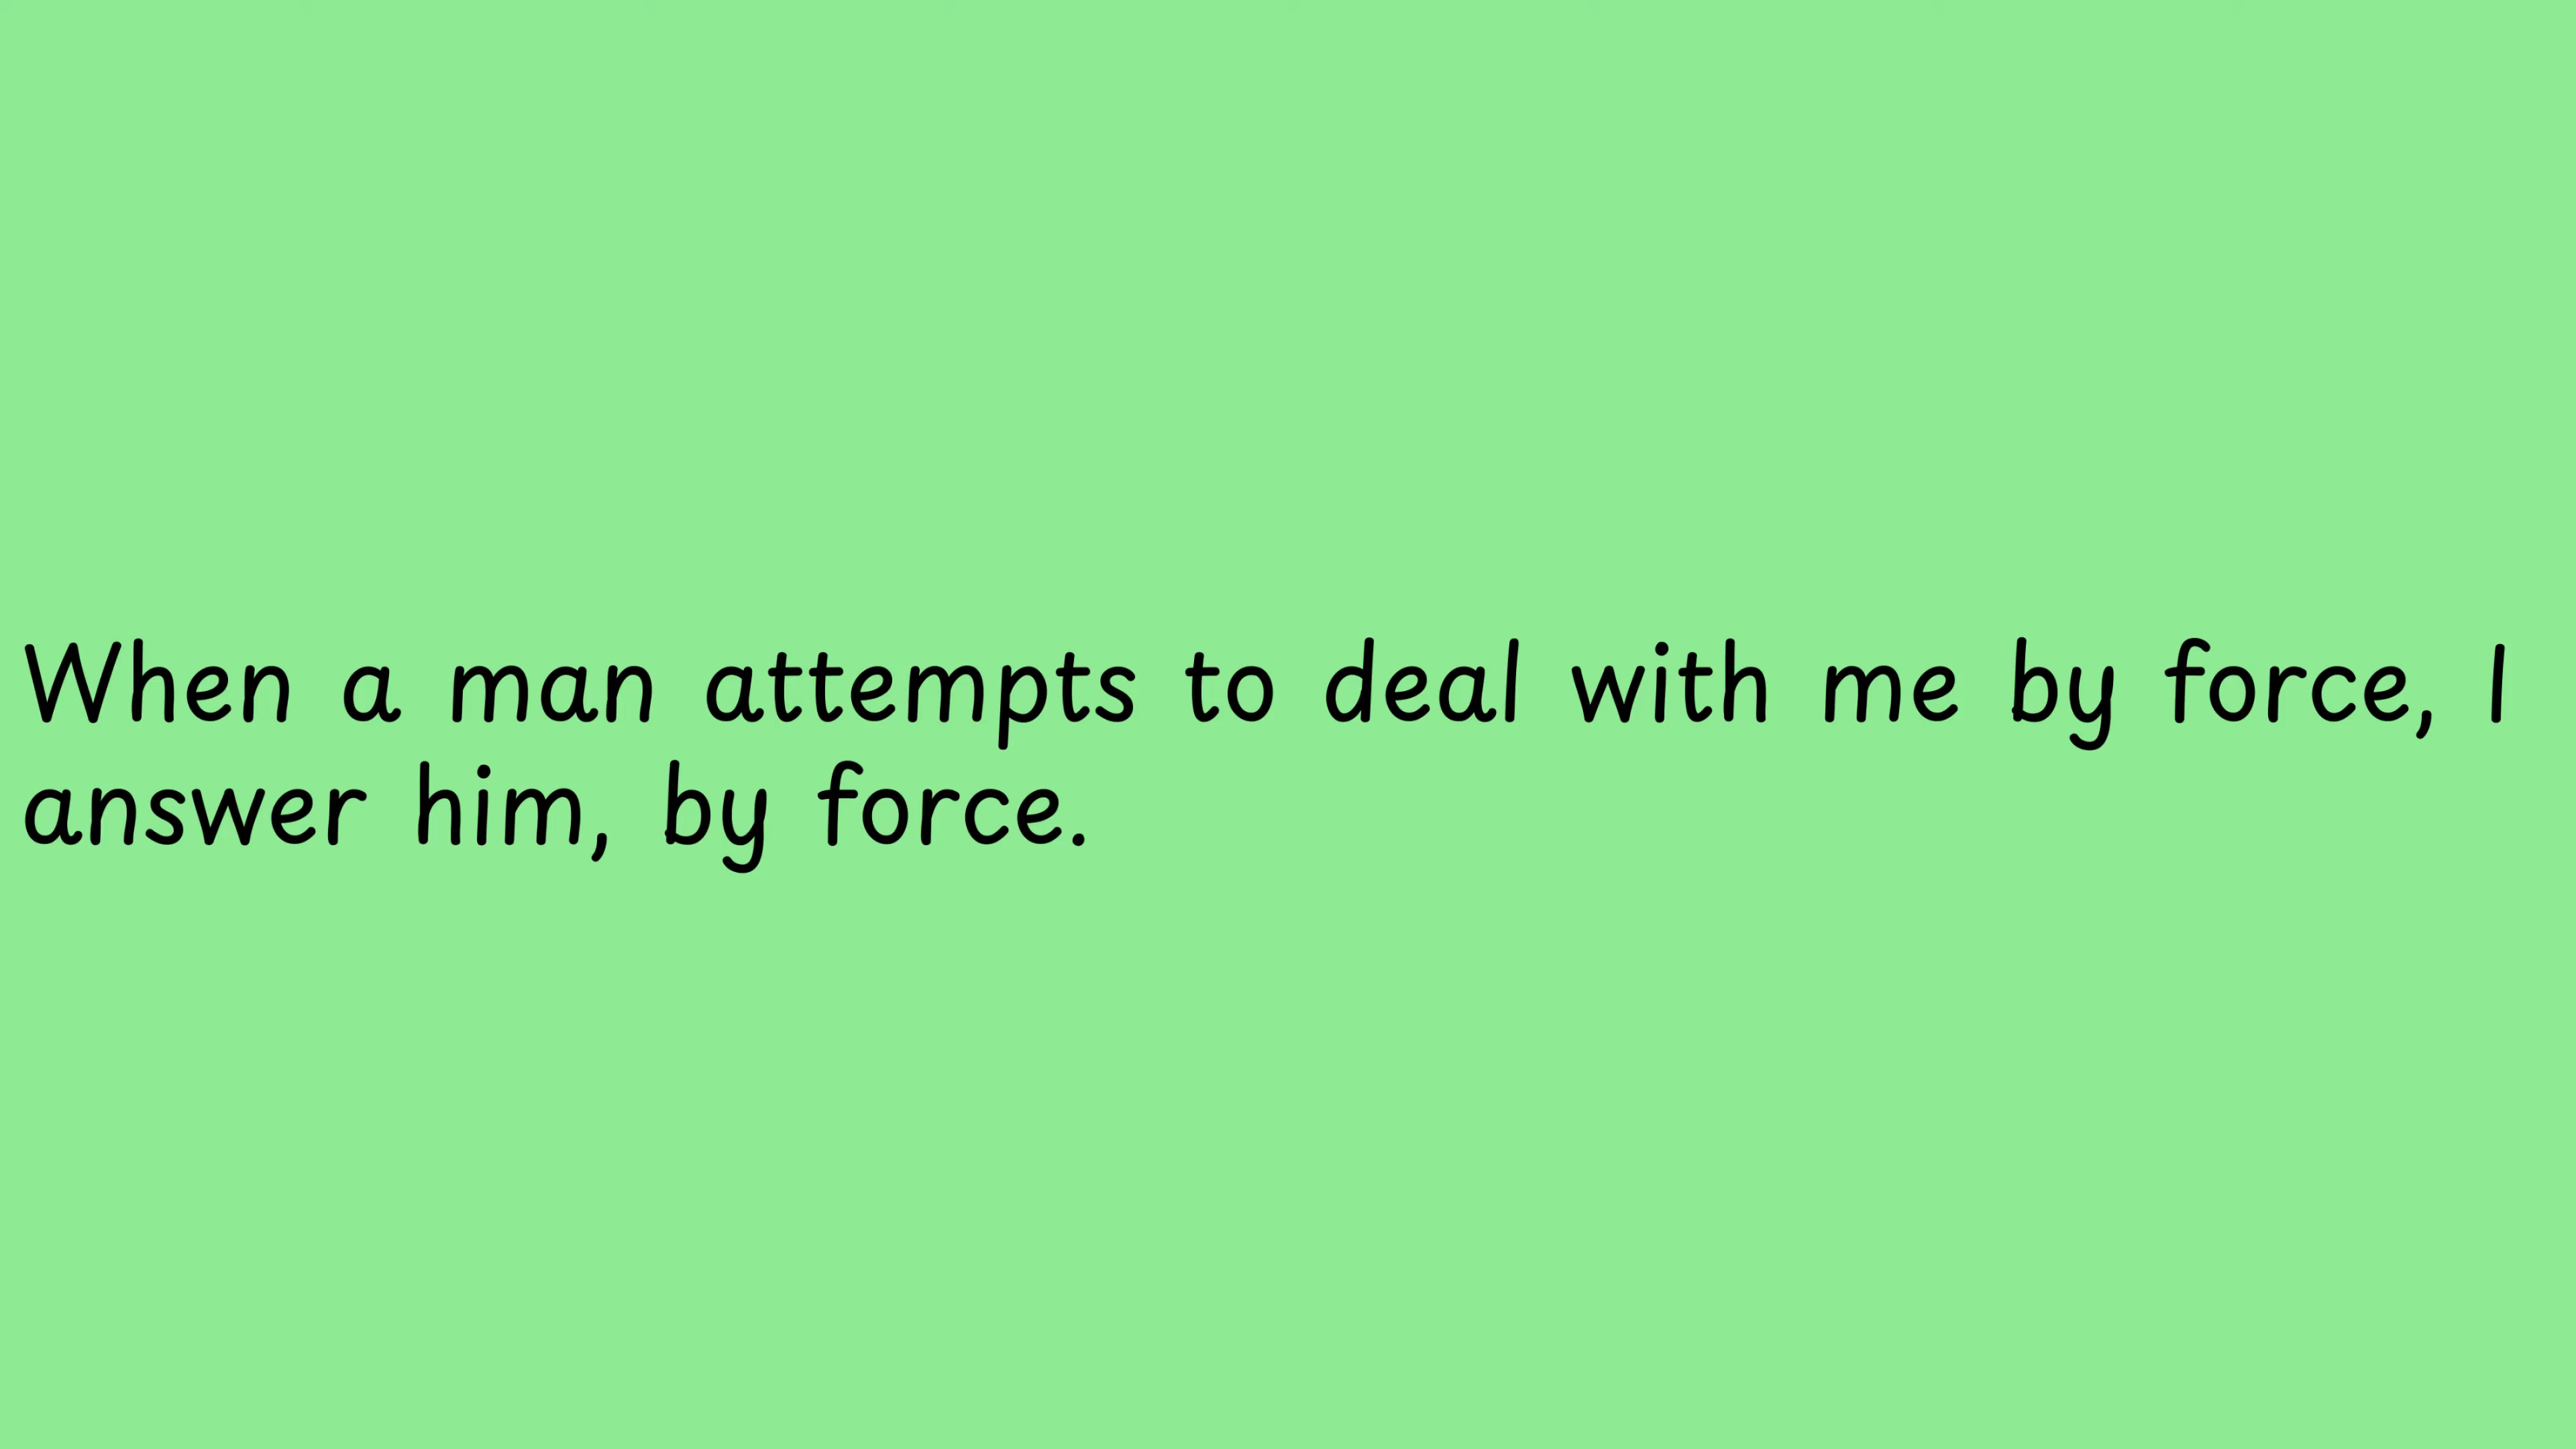 When a man attempts to deal with me by force, I
answer him, by force.